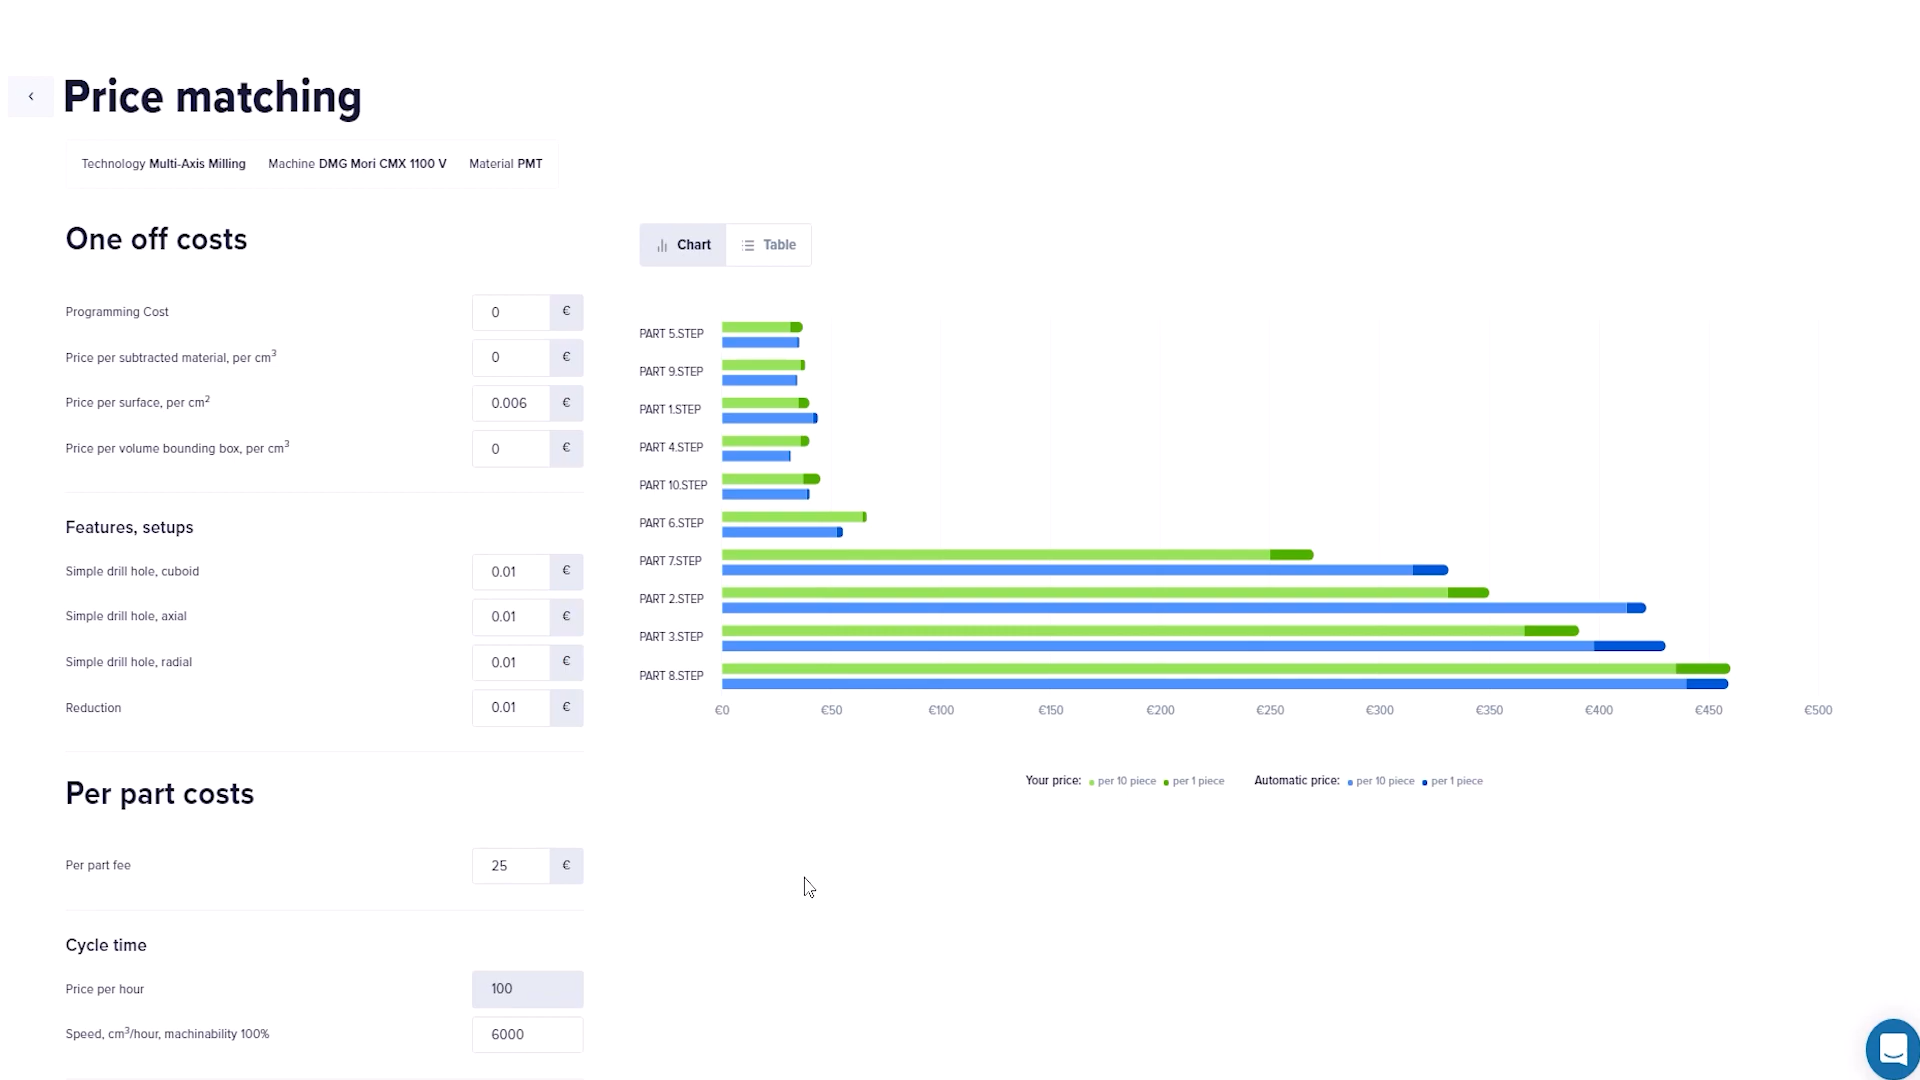 Price matching
Technology Multi-Axis Milling Machine DMG Mori CMX 1100 V Material PMT
One off costs
Programming Cost 0 €
Price per subtracted material, per cm³ 0 €
Price per surface, per cm² 0.006 €
Price per volume bounding box, per cm³ 0 €
Features, setups
Simple drill hole, cuboid 0.01 €
Simple drill hole, axial 0.01 €
Simple drill hole, radial 0.01 €
Reduction 0.01 €
Per part costs
Per part fee 25 €
Cycle time
Price per hour 100
Speed, cm³/hour, machinability 100% 6000
Chart Table
PART 5.STEP
PART 9.STEP
PART 1.STEP
PART 4.STEP
PART 10.STEP
PART 6.STEP
PART 7.STEP
PART 2.STEP
PART 3.STEP
PART 8.STEP
€0 €50 €100 €150 €200 €250 €300 €350 €400 €450 €500
Your price: per 10 piece per 1 piece Automatic price: per 10 piece per 1 piece